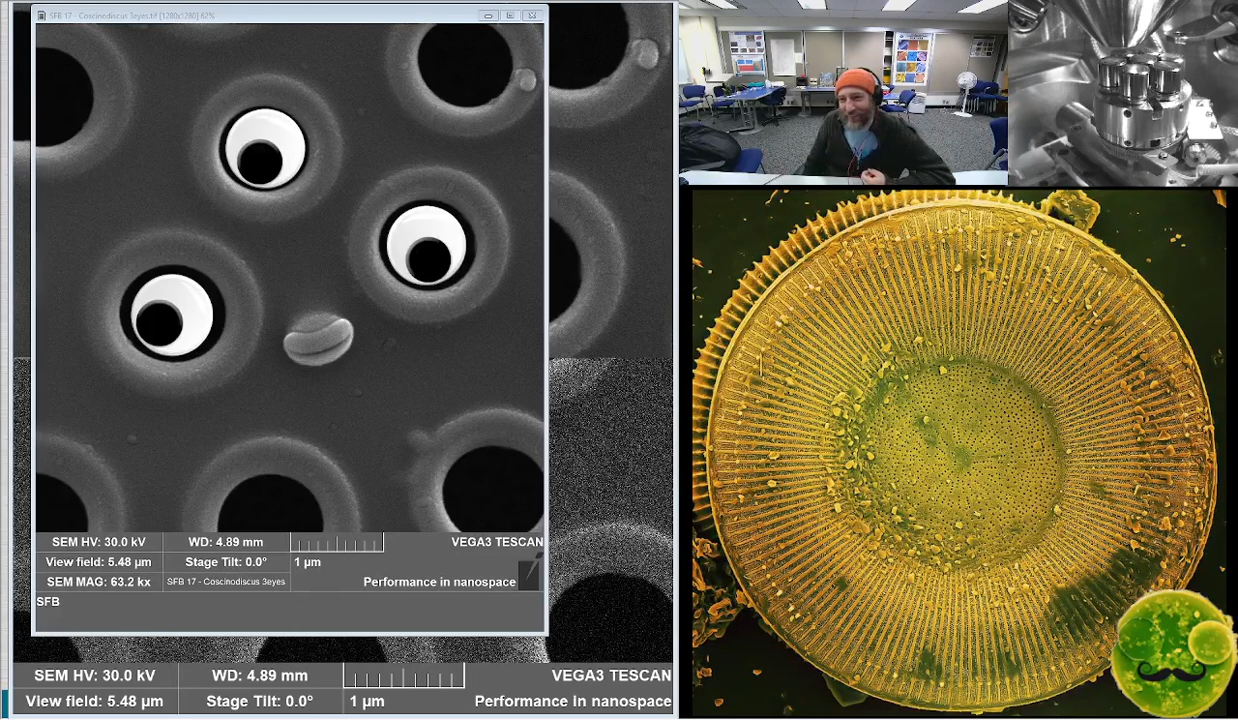 SFB 17 - Coscinodiscus 3eyes.tif [1280x1280] 62%
SEM HV: 30.0 kV
WD: 4.89 mm
VEGA3 TESCAN
View field: 5.48 µm
Stage Tilt: 0.0°
1 µm
SEM MAG: 63.2 kx
SFB 17 - Coscinodiscus 3eyes
Performance in nanospace
SFB
SEM HV: 30.0 kV
WD: 4.89 mm
VEGA3 TESCAN
View field: 5.48 µm
Stage Tilt: 0.0°
1 µm
Performance in nanospace